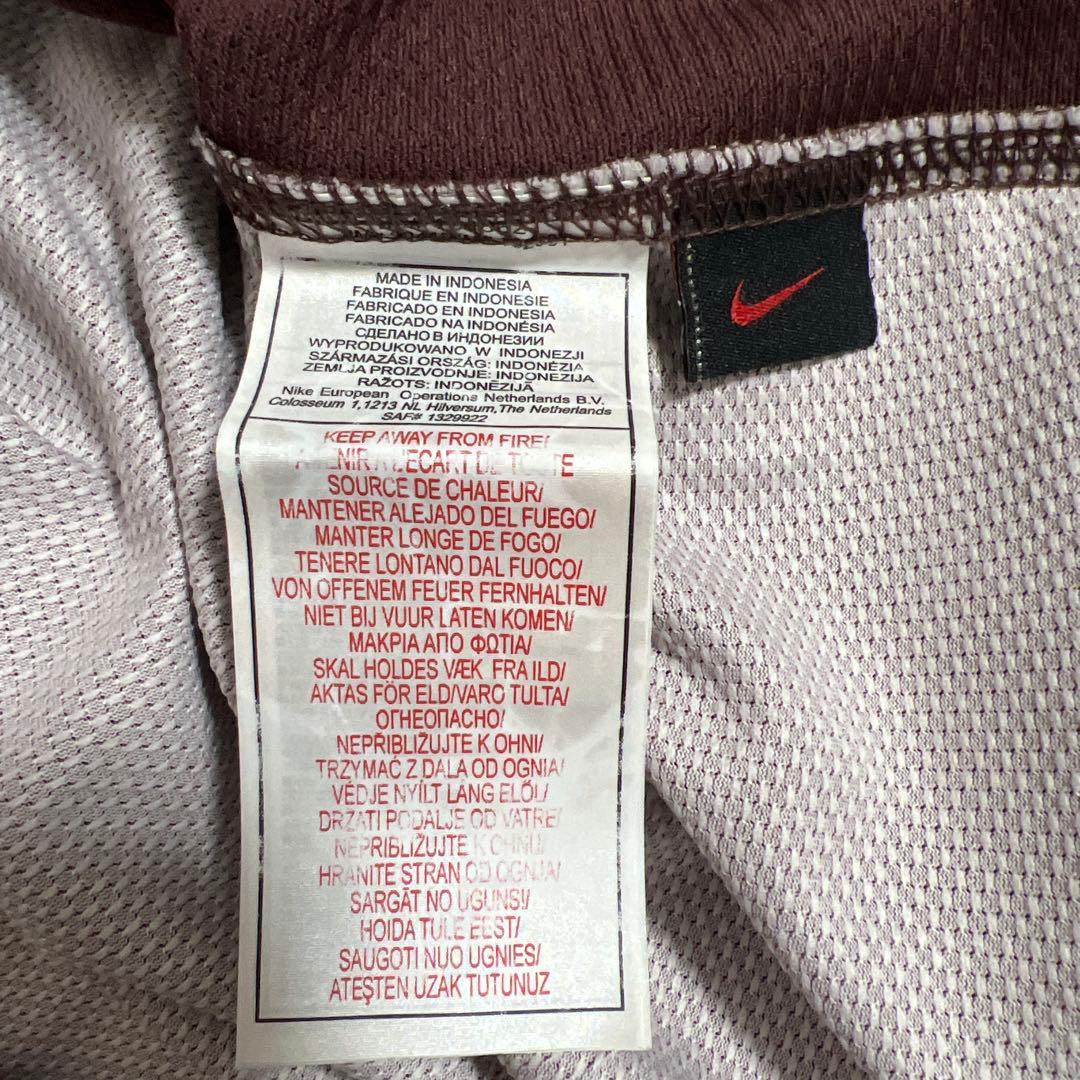 MADE IN INDONESIA
FABRIQUE EN INDONESIE
FABRICADO EN INDONESIA
FABRICADO NA INDONÉSIA
СДЕЛАНО В ИНДОНЕЗИИ
WYPRODUKOWANO W INDONEZJI
SZÁRMAZÁSI ORSZÁG: INDONÉZIA
ZEMLJA PROIZVODNJE: INDONEZIJA
RAŽOTS: INDONĒZIJĀ
Nike European Operations Netherlands B.V.
Colosseum 1,1213 NL Hilversum,The Netherlands
SAF# 1329922
KEEP AWAY FROM FIRE/
L'ECART
SOURCE DE CHALEUR/
MANTENER ALEJADO DEL FUEGO/
MANTER LONGE DE FOGO/
TENERE LONTANO DAL FUOCO/
VON OFFENEM FEUER FERNHALTEN/
NIET BIJ VUUR LATEN KOMEN/
ΜΑΚΡΙΑ ΑΠΟ ΦΩΤΙΑ/
SKAL HOLDES VÆK FRA ILD/
AKTAS FÖR ELD/VARO TULTA/
ОГНЕОПАСНО/
NEPŘIBLIŽUJTE K OHNI/
TRZYMAĆ Z DALA OD OGNIA/
VÉDJE NYÍLT LÁNG ELŐL/
DRŽATI PODALJE OD VATRE/
NEPRIBLIŽUJTE K OHNU/
HRANITE STRAN OD OGNJA/
SARGĀT NO UGUNS!/
HOIDA TULE EEST/
SAUGOTI NUO UGNIES/
ATEŞTEN UZAK TUTUNUZ